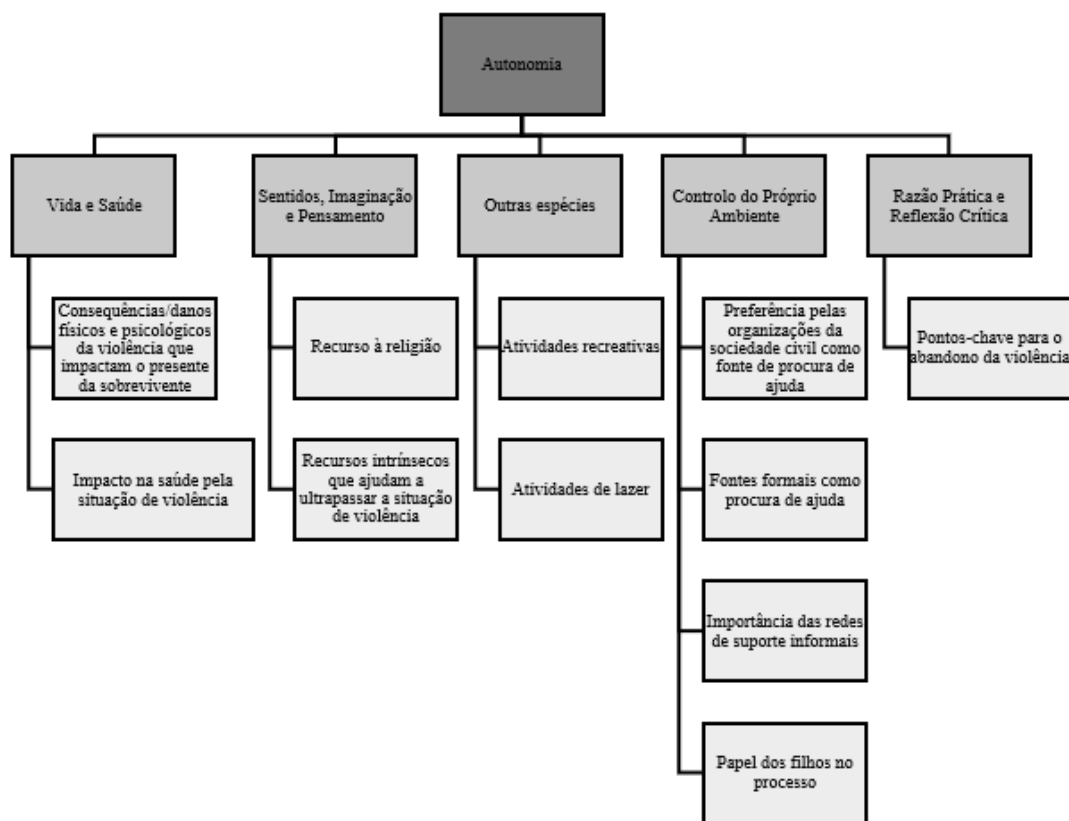 Autonomia
Vida e Saúde
Sentidos, Imaginação
e Pensamento
Outras espécies
Controlo do Próprio
Ambiente
Razão Prática e
Reflexão Crítica
Consequências/danos
físicos e psicológicos
da violência que
impactam o presente
da sobrevivente
Recurso à religião
Atividades recreativas
Preferência pelas
organizações da
sociedade civil como
fonte de procura de
ajuda
Pontos-chave para o
abandono da violência
Impacto na saúde pela
situação de violência
Recursos intrínsecos
que ajudam a
ultrapassar a situação
de violência
Atividades de lazer
Fontes formais como
procura de ajuda
Importância das redes
de suporte informais
Papel dos filhos no
processo